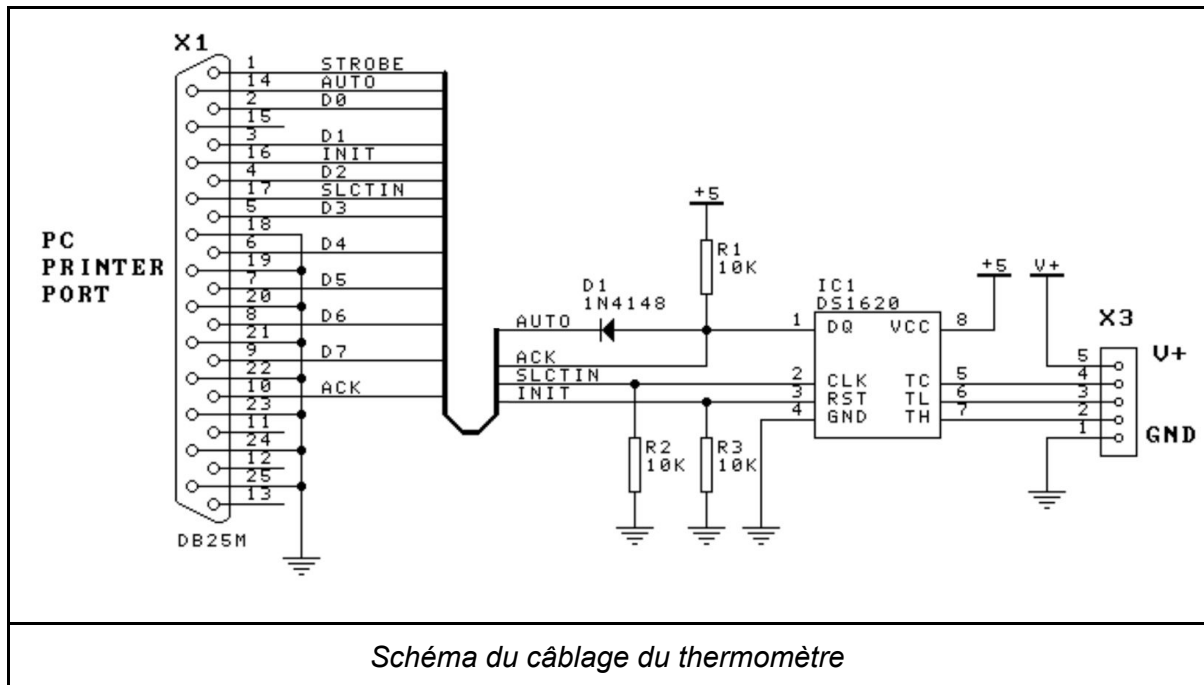 X1
1 STROBE
14 AUTO
2 D0
15
3 D1
16 INIT
4 D2
17 SLCTIN
5 D3
18
6 D4
19
7 D5
20
8 D6
21
9 D7
22
10 ACK
23
11
24
12
25
13
DB25M
PC
PRINTER
PORT
AUTO
ACK
SLCTIN
INIT
D1
1N4148
+5
R1
10K
R2
10K
R3
10K
IC1
DS1620
1 DQ VCC 8
2 CLK TC 5
3 RST TL 6
4 GND TH 7
+5
V+
X3
5 V+
4
3
2
1 GND
Schéma du câblage du thermomètre